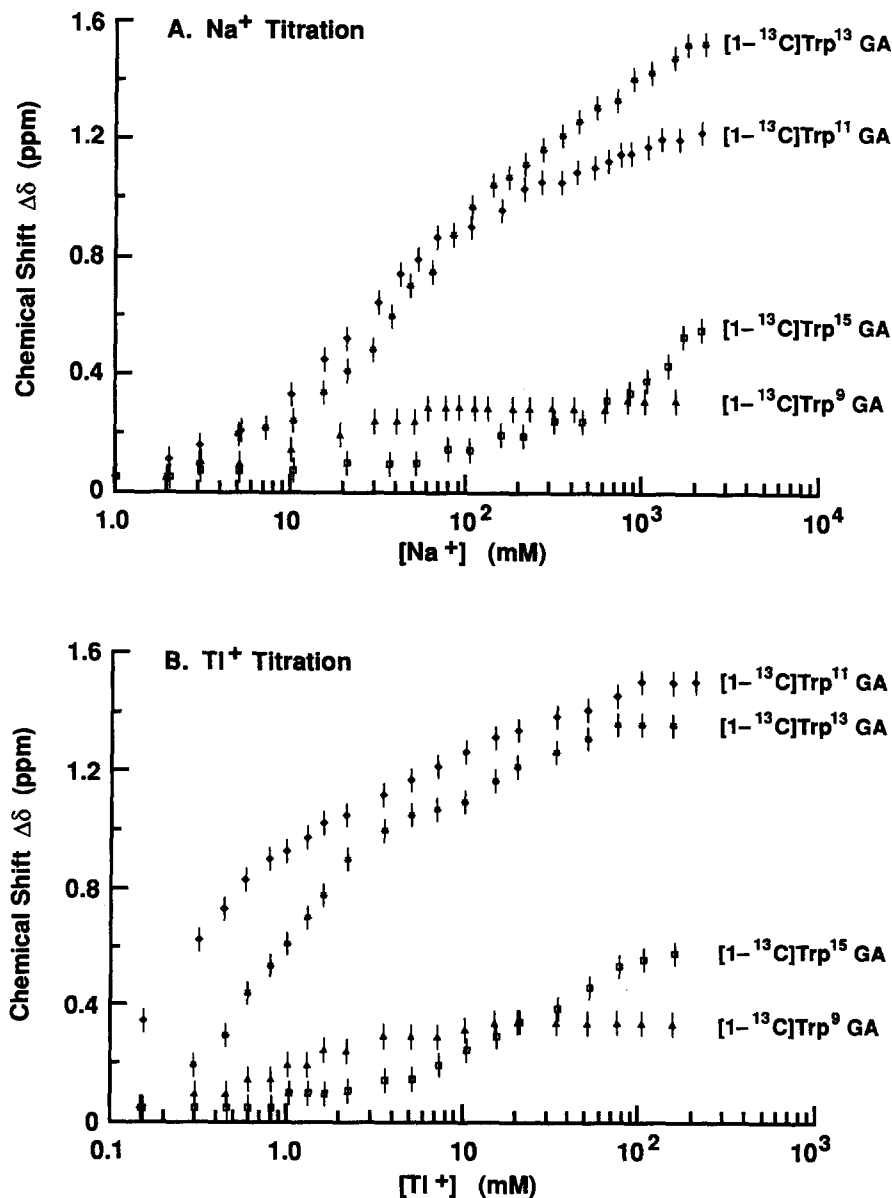 A. Na⁺ Titration
1.6
1.2
0.8
0.4
0
Chemical Shift Δδ (ppm)
[1–¹³C]Trp¹³ GA
[1–¹³C]Trp¹¹ GA
[1–¹³C]Trp¹⁵ GA
[1–¹³C]Trp⁹ GA
1.0 10 10² 10³ 10⁴
[Na⁺] (mM)
B. Tl⁺ Titration
1.6
1.2
0.8
0.4
0
Chemical Shift Δδ (ppm)
[1–¹³C]Trp¹¹ GA
[1–¹³C]Trp¹³ GA
[1–¹³C]Trp¹⁵ GA
[1–¹³C]Trp⁹ GA
0.1 1.0 10 10² 10³
[Tl⁺] (mM)